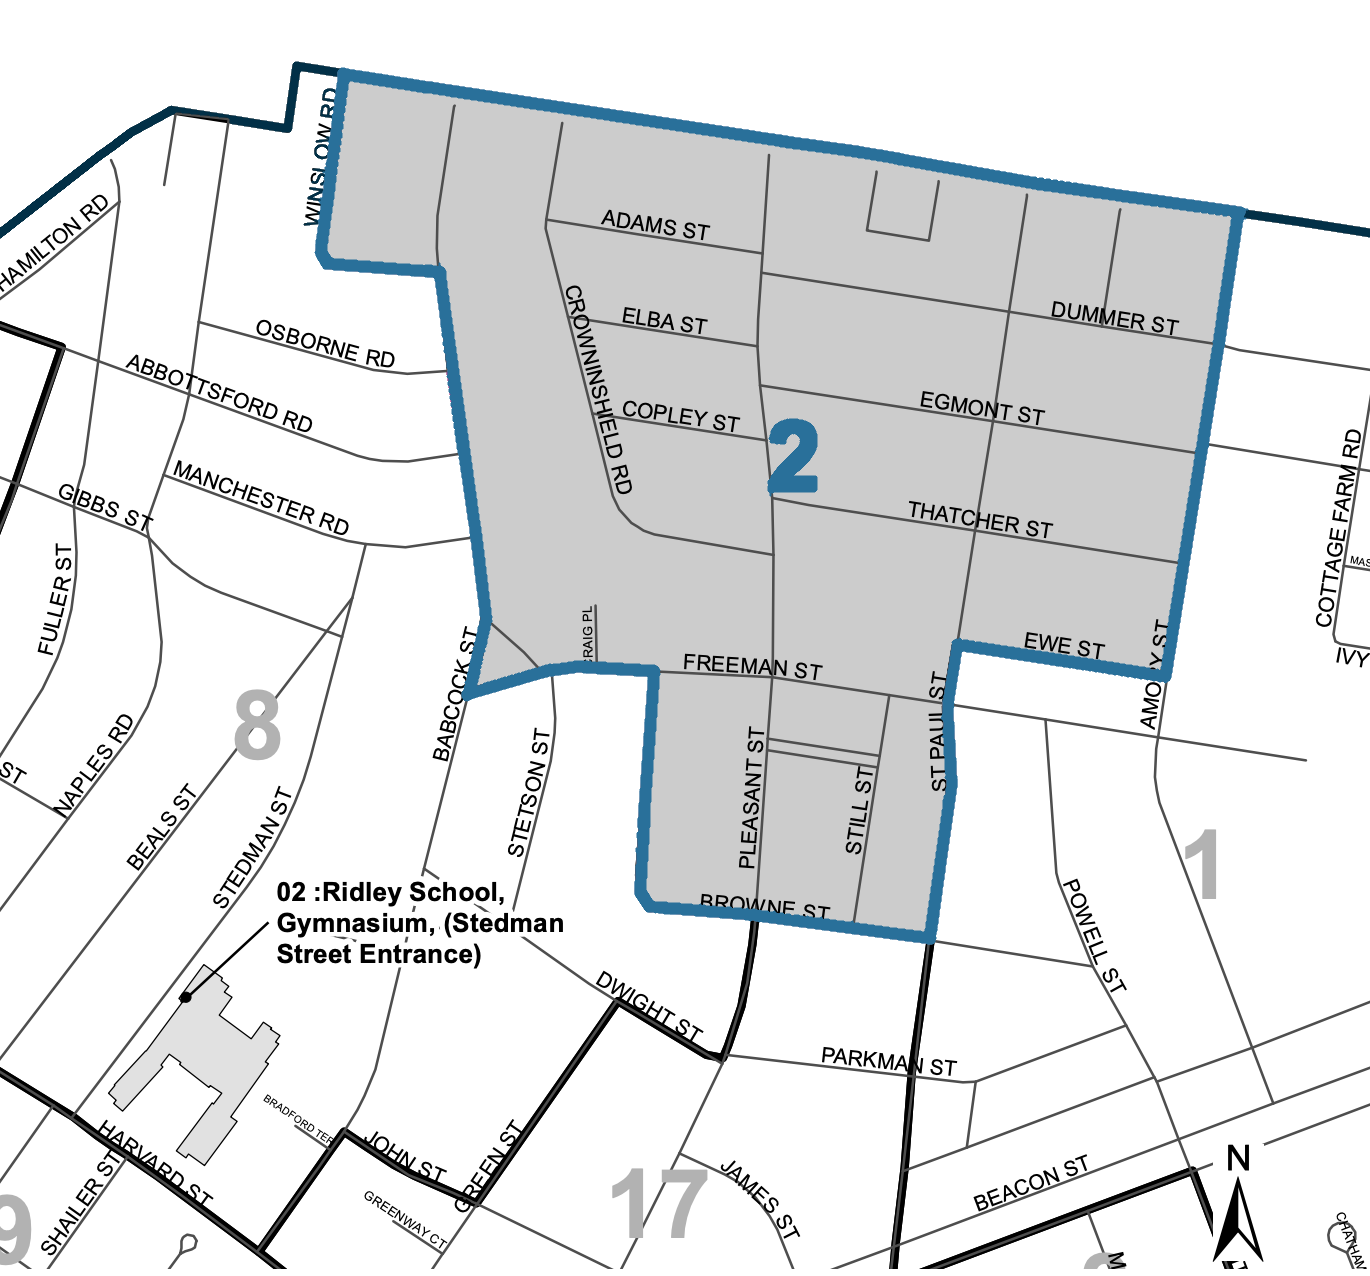 WINSLOW RD
HAMILTON RD
ADAMS ST
DUMMER ST
ELBA ST
OSBORNE RD
CROWNINSHIELD RD
ABBOTTSFORD RD
EGMONT ST
COPLEY ST
2
COTTAGE FARM RD
MANCHESTER RD
GIBBS ST
THATCHER ST
FULLER ST
EWE ST
AMORY ST
IVY
BABCOCK ST
FREEMAN ST
ST PAUL ST
8
NAPLES RD
ST
BEALS ST
STEDMAN ST
STETSON ST
PLEASANT ST
STILL ST
1
02 :Ridley School,
Gymnasium, (Stedman
Street Entrance)
BROWNE ST
POWELL ST
DWIGHT ST
PARKMAN ST
BRADFORD TER
HARVARD ST
JOHN ST
GREEN ST
SHAILER ST
GREENWAY CT
17
JAMES ST
BEACON ST
N
9
CHATHAM